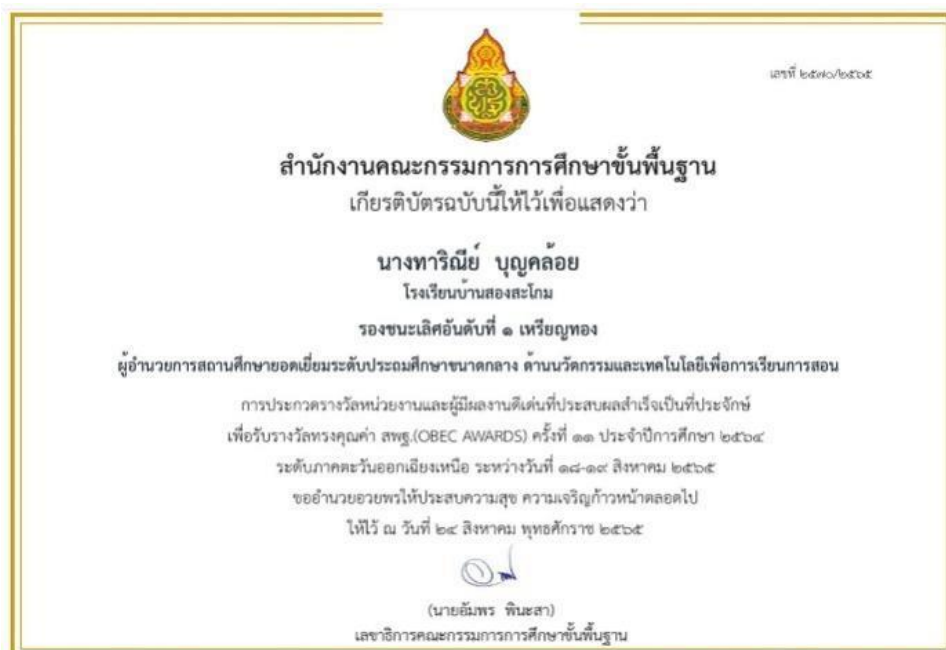 เลขที่ ๒๕๗๐/๒๕๖๕
สำนักงานคณะกรรมการการศึกษาขั้นพื้นฐาน
เกียรติบัตรฉบับนี้ให้ไว้เพื่อแสดงว่า
นางทาริณีย์ บุญคล้อย
โรงเรียนบ้านสองสะโกม
รองชนะเลิศอันดับที่ ๑ เหรียญทอง
ผู้อำนวยการสถานศึกษายอดเยี่ยมระดับประถมศึกษาขนาดกลาง ด้านนวัตกรรมและเทคโนโลยีเพื่อการเรียนการสอน
การประกวดรางวัลหน่วยงานและผู้มีผลงานดีเด่นที่ประสบผลสำเร็จเป็นที่ประจักษ์
เพื่อรับรางวัลทรงคุณค่า สพฐ.(OBEC AWARDS) ครั้งที่ ๑๑ ประจำปีการศึกษา ๒๕๖๔
ระดับภาคตะวันออกเฉียงเหนือ ระหว่างวันที่ ๑๘-๑๙ สิงหาคม ๒๕๖๕
ขออำนวยอวยพรให้ประสบความสุข ความเจริญก้าวหน้าตลอดไป
ให้ไว้ ณ วันที่ ๒๔ สิงหาคม พุทธศักราช ๒๕๖๕
(นายอัมพร พินะสา)
เลขาธิการคณะกรรมการการศึกษาขั้นพื้นฐาน